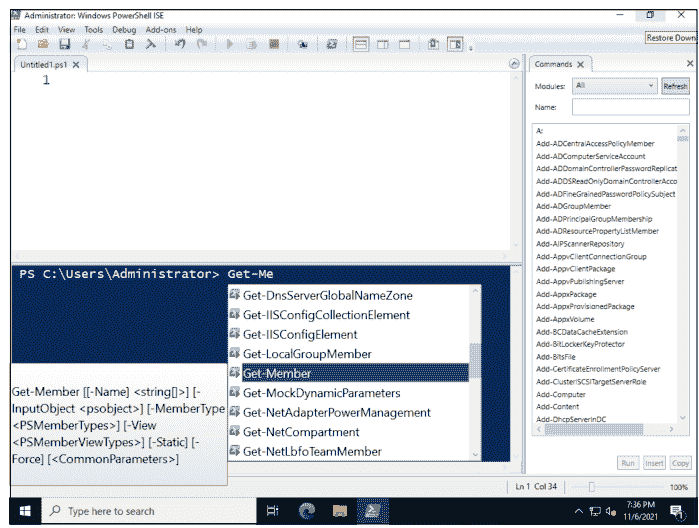 Administrator: Windows PowerShell ISE
File Edit View Tools Debug Add-ons Help
Restore Down
Untitled1.ps1 X
1
PS C:\Users\Administrator> Get-Me
Get-DnsServerGlobalNameZone
Get-IISConfigCollectionElement
Get-IISConfigElement
Get-LocalGroupMember
Get-Member
Get-MockDynamicParameters
Get-NetAdapterPowerManagement
Get-NetCompartment
Get-NetLbfoTeamMember
Get-Member [[-Name] <string[]>] [-
InputObject <psobject>] [-MemberType
<PSMemberTypes>] [-View
<PSMemberViewTypes>] [-Static] [-
Force] [<CommonParameters>]
Commands X
Modules: All Refresh
Name:
A:
Add-ADCentralAccessPolicyMember
Add-ADComputerServiceAccount
Add-ADDomainControllerPasswordReplicat
Add-ADDSReadOnlyDomainControllerAcco
Add-ADFineGrainedPasswordPolicySubject
Add-ADGroupMember
Add-ADPrincipalGroupMembership
Add-ADResourcePropertyListMember
Add-AIPScannerRepository
Add-AppvClientConnectionGroup
Add-AppvClientPackage
Add-AppvPublishingServer
Add-AppxPackage
Add-AppxProvisionedPackage
Add-AppxVolume
Add-BCDataCacheExtension
Add-BitLockerKeyProtector
Add-BitsFile
Add-CertificateEnrollmentPolicyServer
Add-ClusteriSCSITargetServerRole
Add-Computer
Add-Content
Add-DhcpServerInDC
Run Insert Copy
Ln 1 Col 34 100%
Type here to search
7:36 PM
11/6/2021